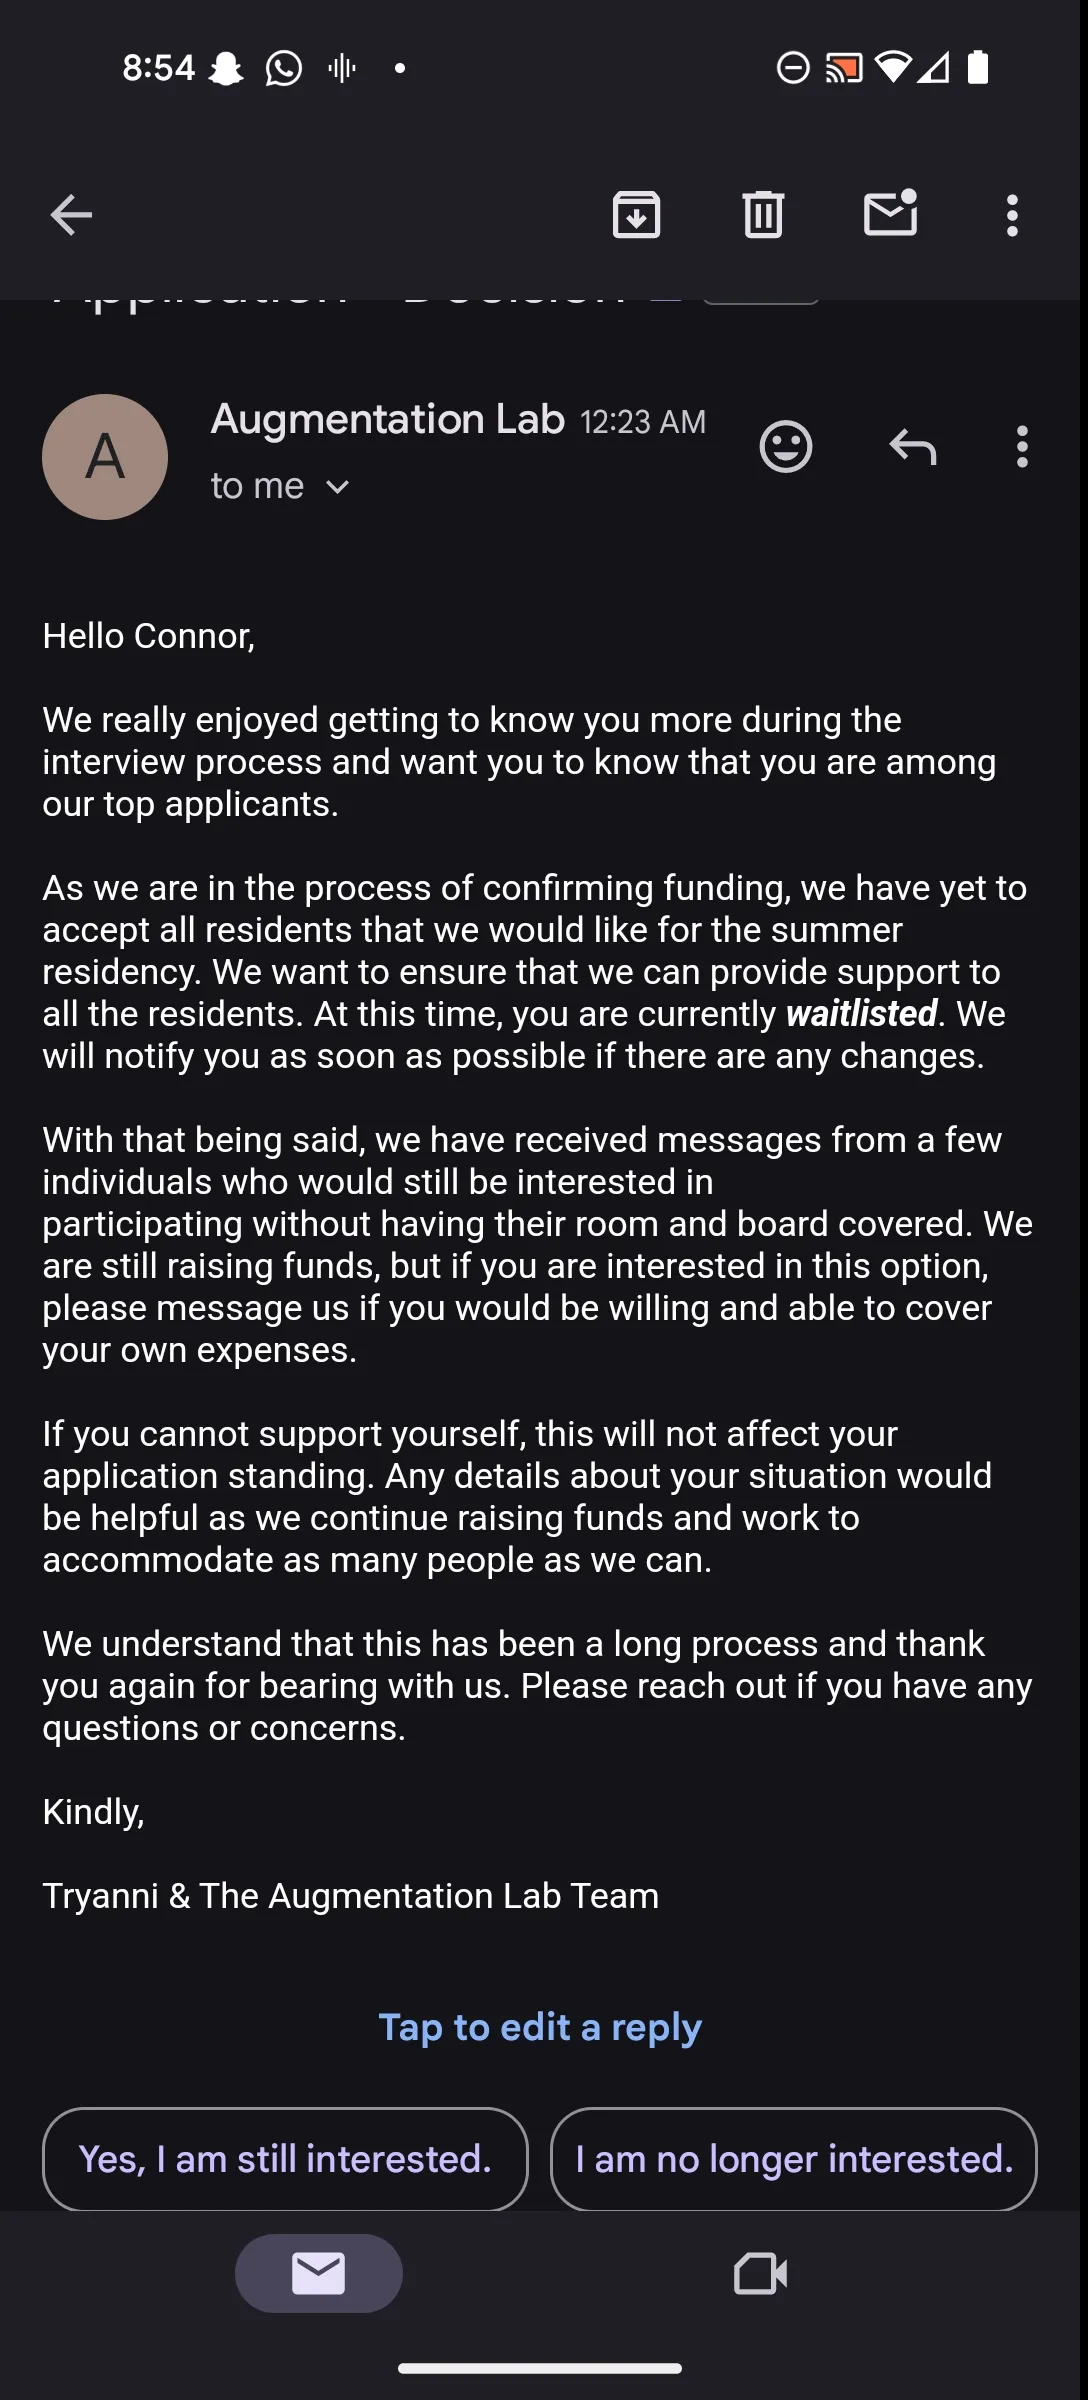 8:54
Application - Decision
A
Augmentation Lab 12:23 AM
to me
Hello Connor,
We really enjoyed getting to know you more during the
interview process and want you to know that you are among
our top applicants.
As we are in the process of confirming funding, we have yet to
accept all residents that we would like for the summer
residency. We want to ensure that we can provide support to
all the residents. At this time, you are currently waitlisted. We
will notify you as soon as possible if there are any changes.
With that being said, we have received messages from a few
individuals who would still be interested in
participating without having their room and board covered. We
are still raising funds, but if you are interested in this option,
please message us if you would be willing and able to cover
your own expenses.
If you cannot support yourself, this will not affect your
application standing. Any details about your situation would
be helpful as we continue raising funds and work to
accommodate as many people as we can.
We understand that this has been a long process and thank
you again for bearing with us. Please reach out if you have any
questions or concerns.
Kindly,
Tryanni & The Augmentation Lab Team
Tap to edit a reply
Yes, I am still interested.
I am no longer interested.